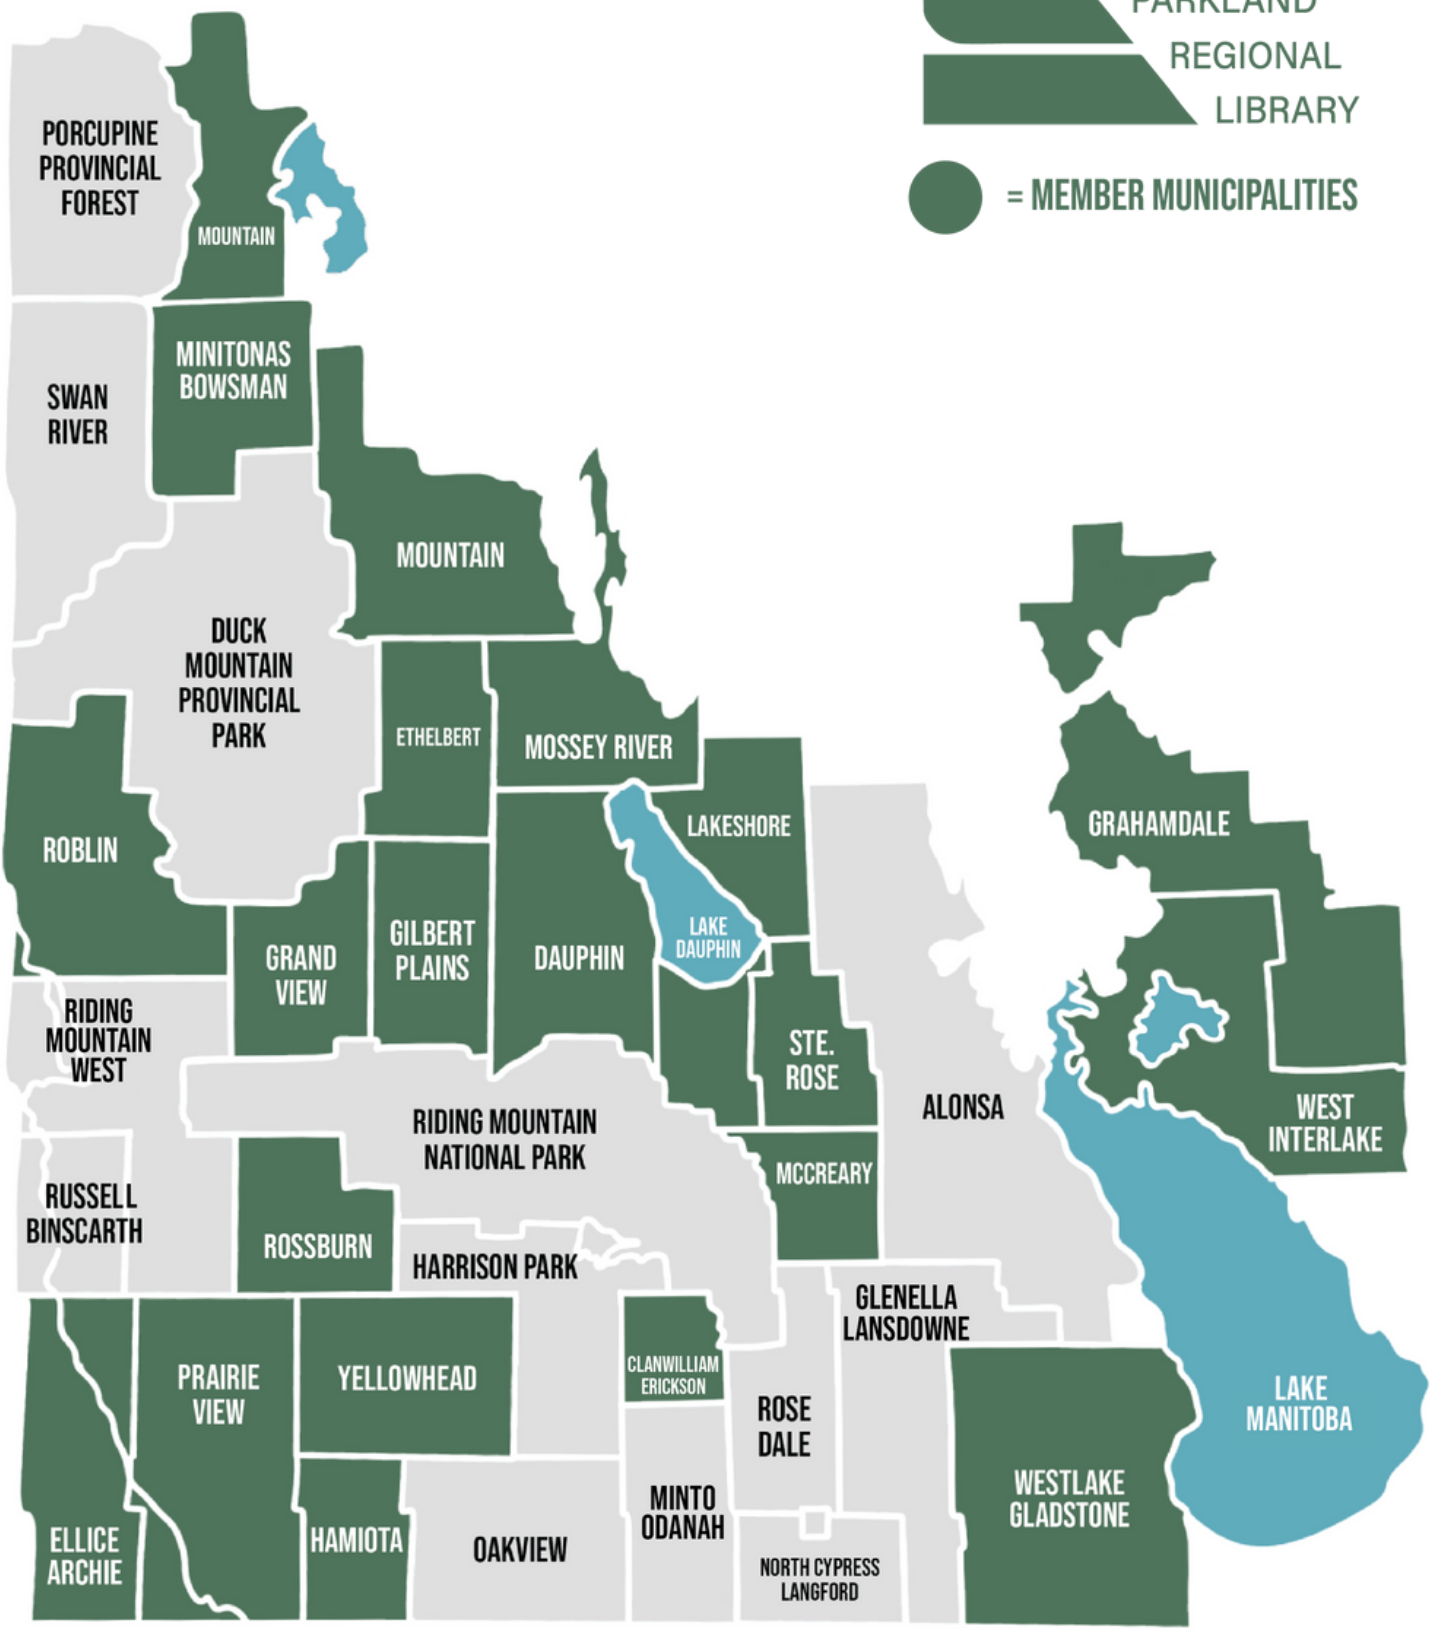 PARKLAND
REGIONAL
LIBRARY
= MEMBER MUNICIPALITIES
PORCUPINE
PROVINCIAL
FOREST
MOUNTAIN
MINITONAS
BOWSMAN
SWAN
RIVER
MOUNTAIN
DUCK
MOUNTAIN
PROVINCIAL
PARK
ETHELBERT
MOSSEY RIVER
LAKESHORE
GRAHAMDALE
ROBLIN
GRAND
VIEW
GILBERT
PLAINS
DAUPHIN
LAKE
DAUPHIN
RIDING
MOUNTAIN
WEST
STE.
ROSE
ALONSA
WEST
INTERLAKE
RIDING MOUNTAIN
NATIONAL PARK
MCCREARY
RUSSELL
BINSCARTH
ROSSBURN
HARRISON PARK
GLENELLA
LANSDOWNE
PRAIRIE
VIEW
YELLOWHEAD
CLANWILLIAM
ERICKSON
ROSE
DALE
LAKE
MANITOBA
WESTLAKE
GLADSTONE
ELLICE
ARCHIE
HAMIOTA
OAKVIEW
MINTO
ODANAH
NORTH CYPRESS
LANGFORD